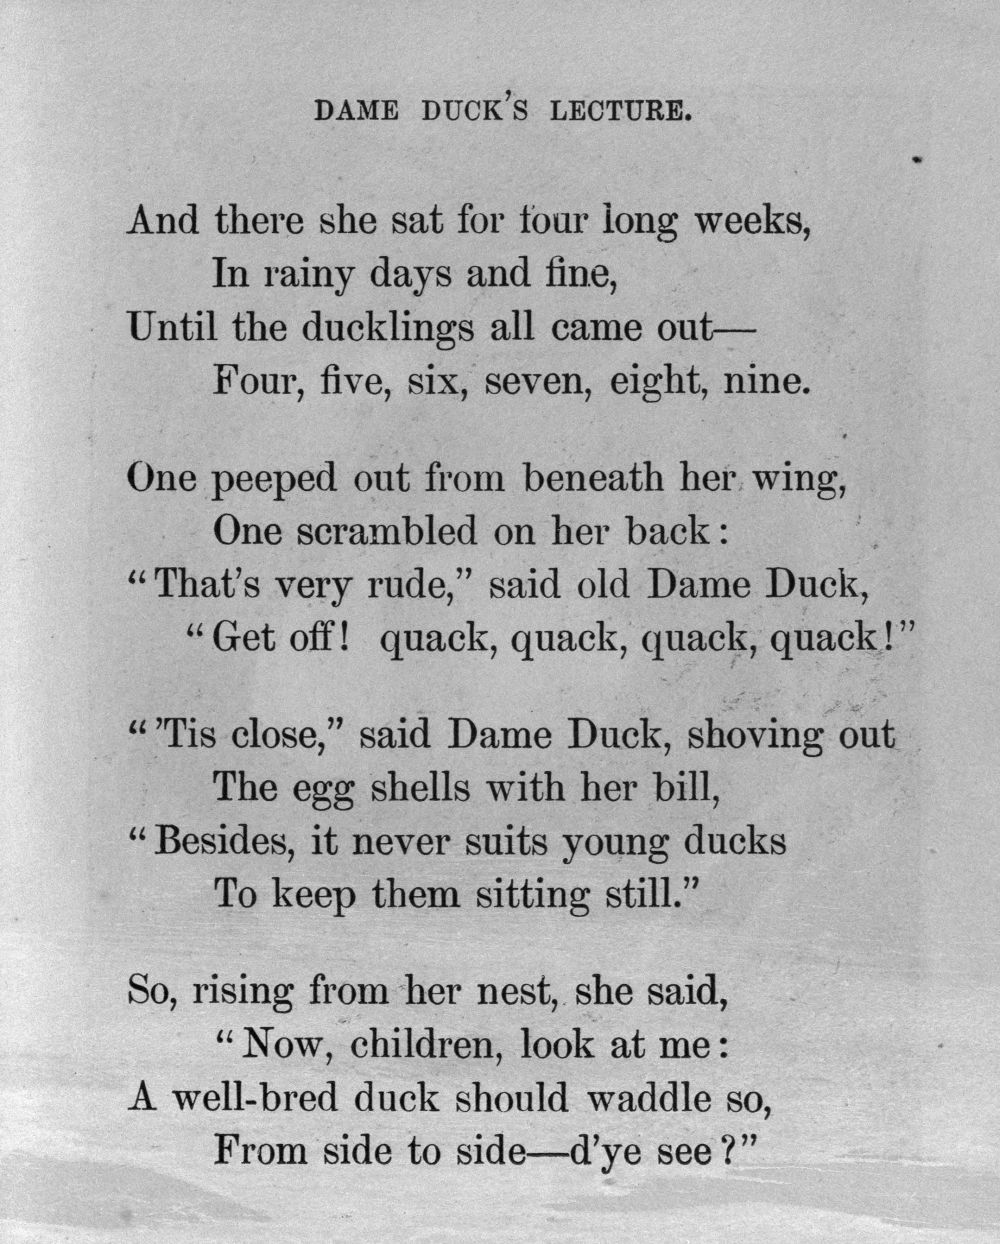 DAME DUCK'S LECTURE.
And there she sat for four long weeks,
In rainy days and fine,
Until the ducklings all came out—
Four, five, six, seven, eight, nine.
One peeped out from beneath her wing,
One scrambled on her back:
“That's very rude,” said old Dame Duck,
“Get off! quack, quack, quack, quack!”
“'Tis close,” said Dame Duck, shoving out
The egg shells with her bill,
“Besides, it never suits young ducks
To keep them sitting still.”
So, rising from her nest, she said,
“Now, children, look at me:
A well-bred duck should waddle so,
From side to side—d'ye see?”